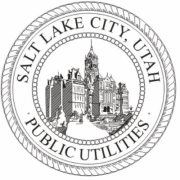 SALT LAKE CITY, UTAH
· PUBLIC UTILITIES ·